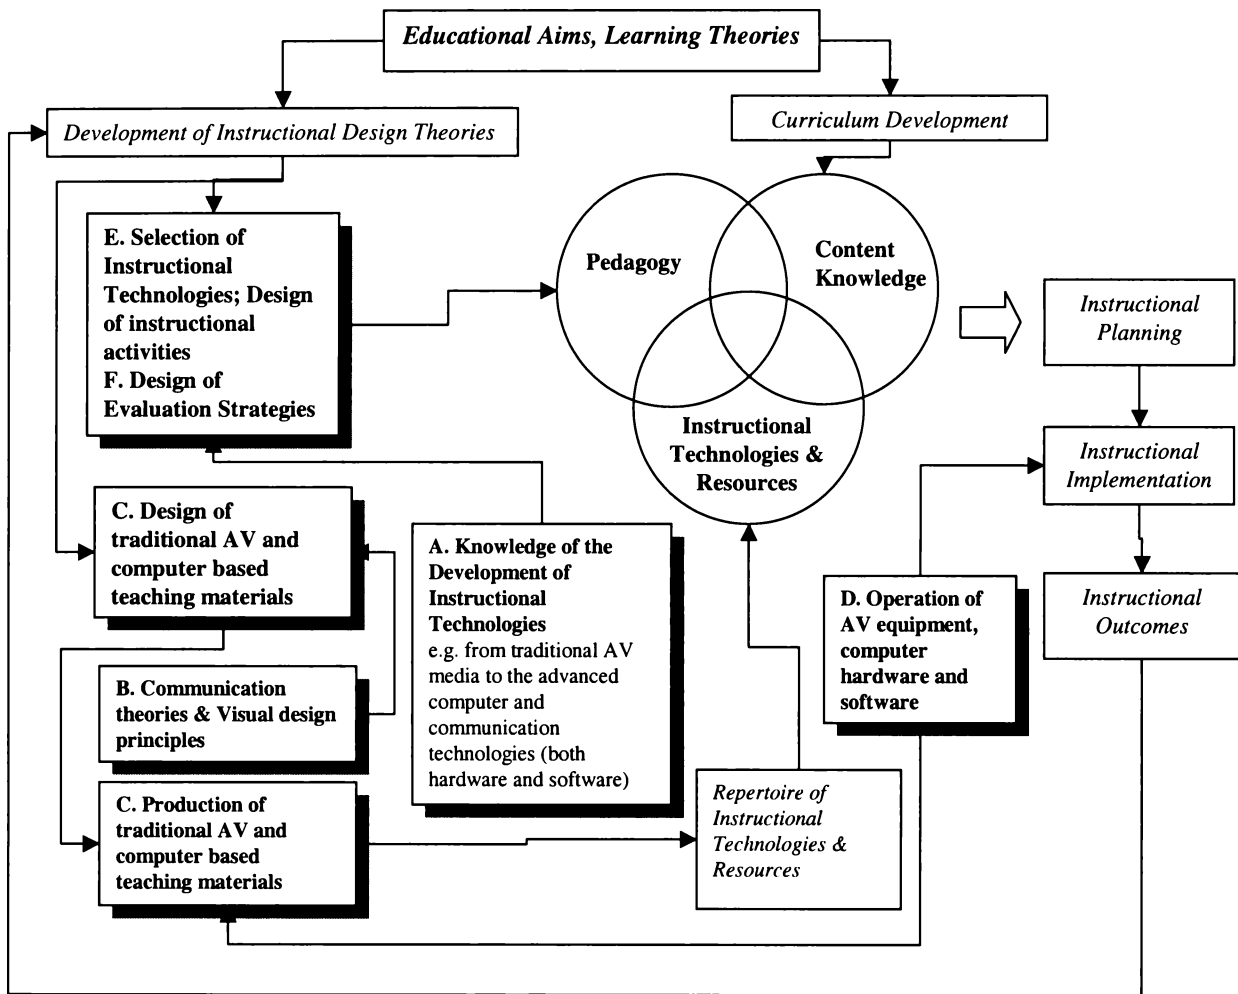 Educational Aims, Learning Theories
Development of Instructional Design Theories
Curriculum Development
E. Selection of
Instructional
Technologies; Design
of instructional
activities
F. Design of
Evaluation Strategies
Pedagogy
Content
Knowledge
Instructional
Technologies &
Resources
Instructional
Planning
Instructional
Implementation
Instructional
Outcomes
C. Design of
traditional AV and
computer based
teaching materials
A. Knowledge of the
Development of
Instructional
Technologies
e.g. from traditional AV
media to the advanced
computer and
communication
technologies (both
hardware and software)
D. Operation of
AV equipment,
computer
hardware and
software
B. Communication
theories & Visual design
principles
C. Production of
traditional AV and
computer based
teaching materials
Repertoire of
Instructional
Technologies &
Resources